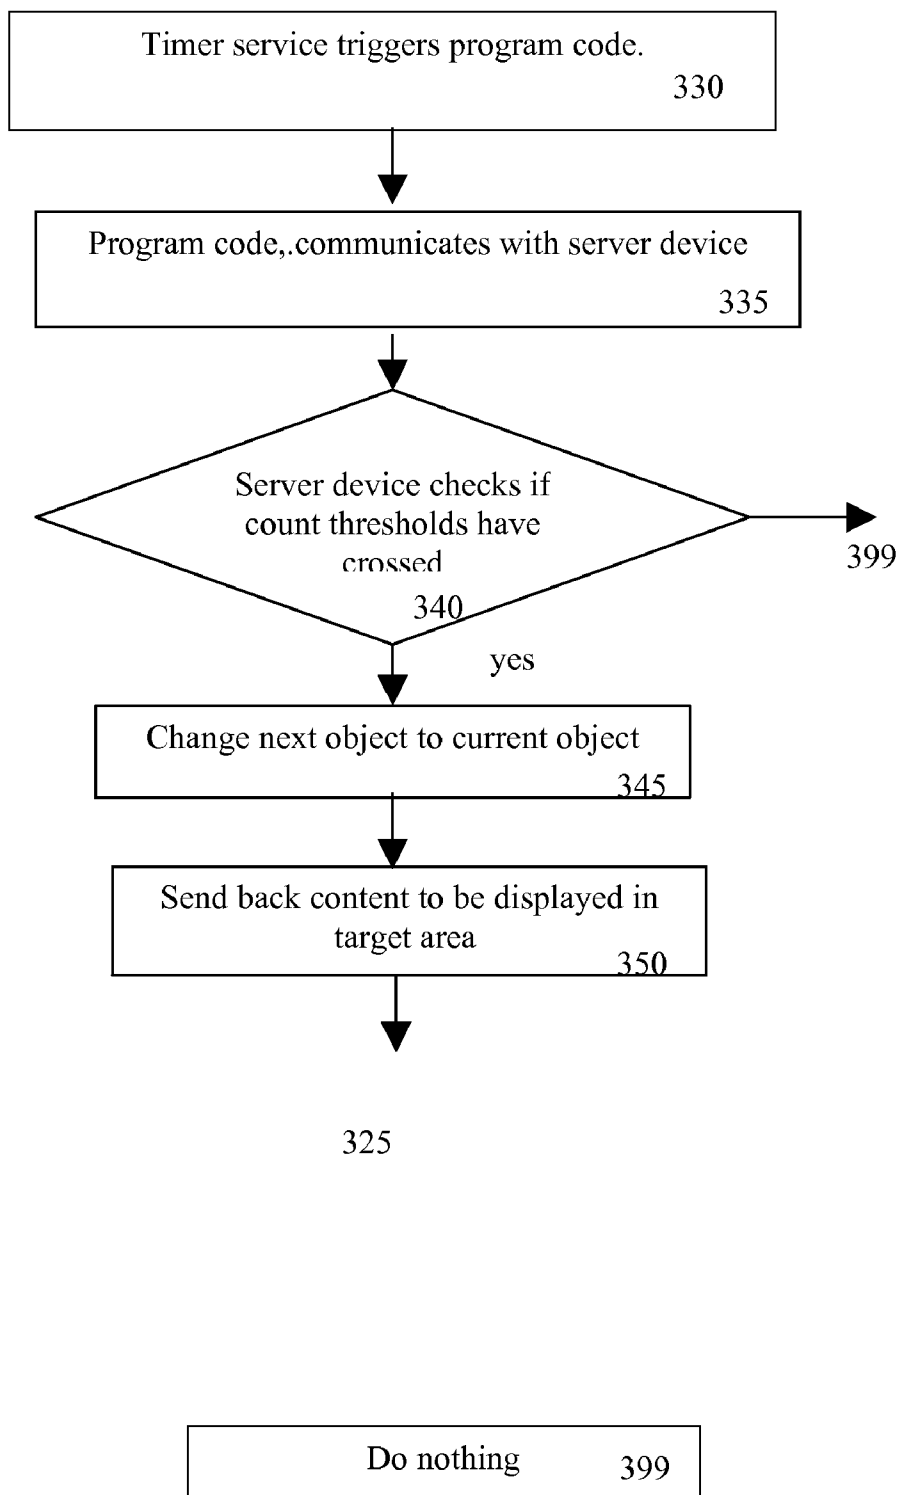 Timer service triggers program code.
330
Program code,.communicates with server device
335
Server device checks if
count thresholds have
crossed
340
399
yes
Change next object to current object
345
Send back content to be displayed in
target area
350
325
Do nothing
399